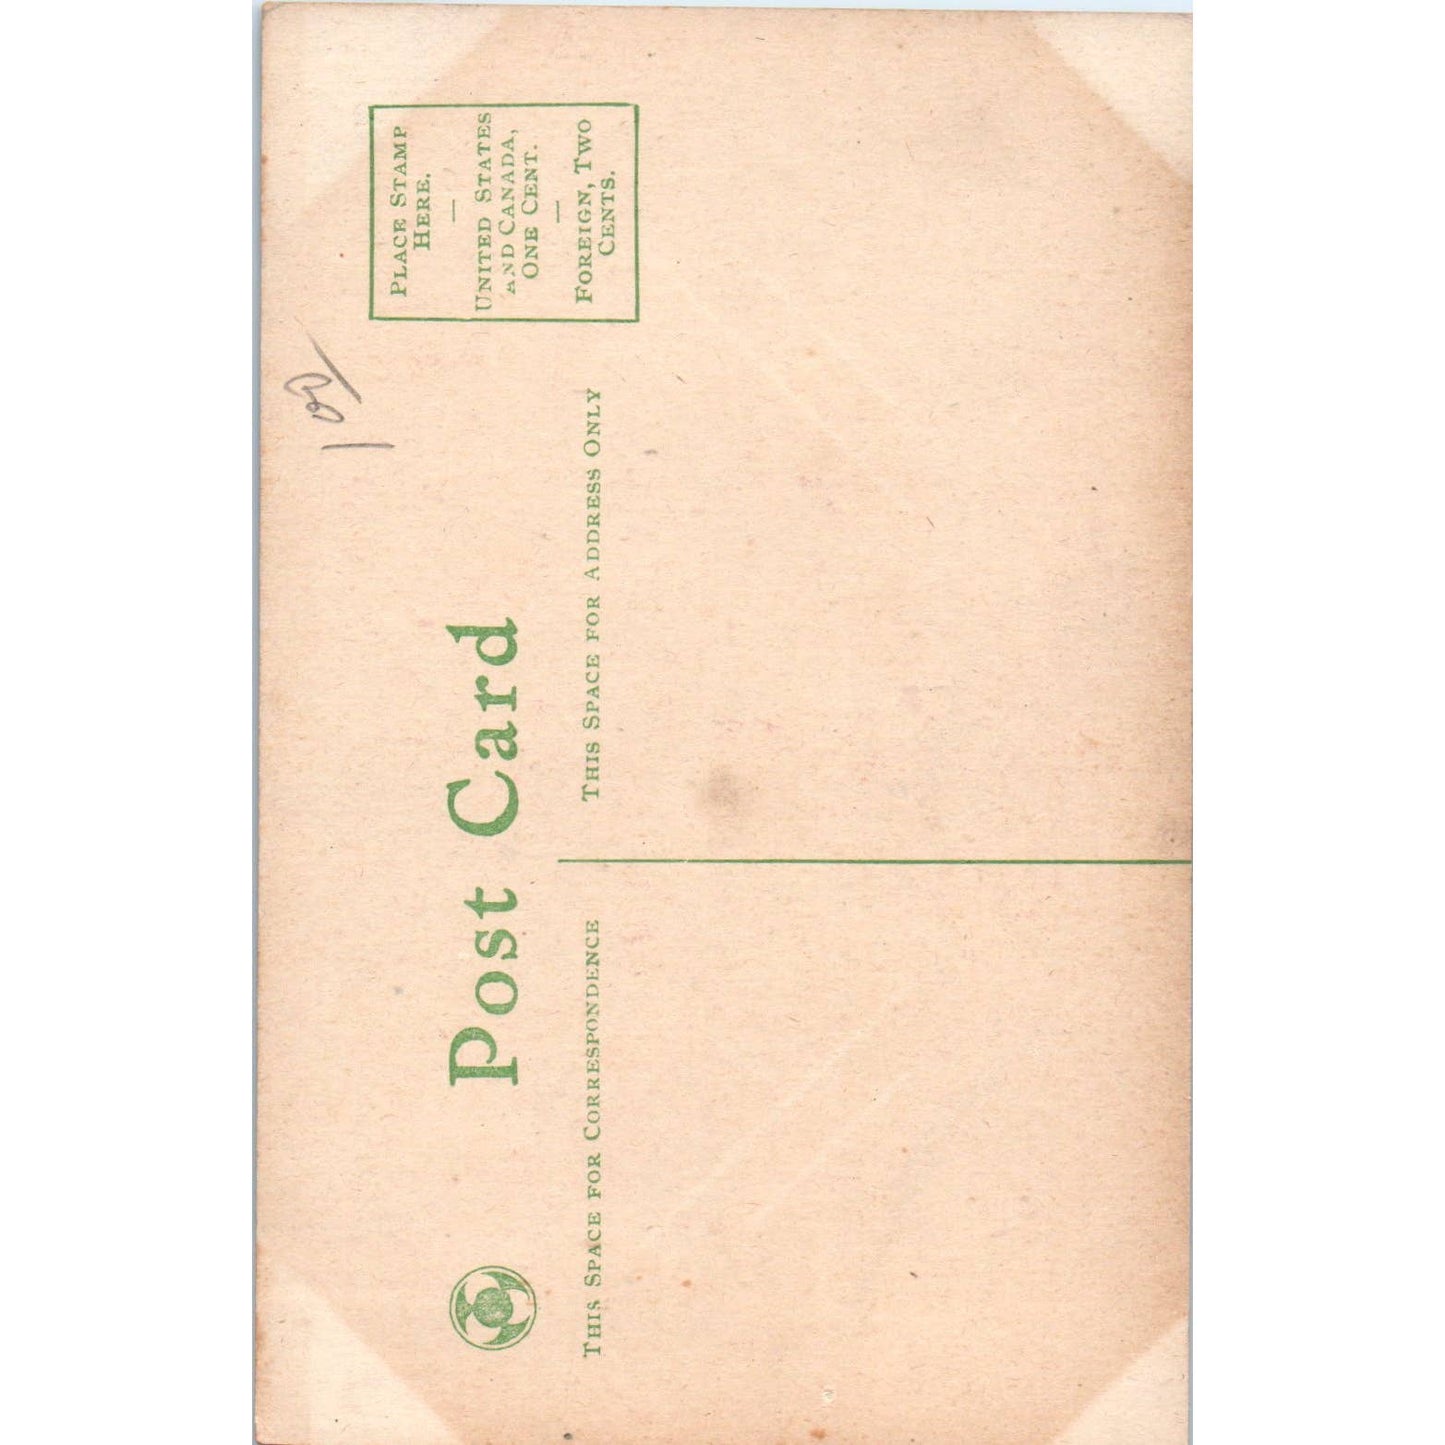 Post Card
PLACE STAMP
HERE.
—
UNITED STATES
AND CANADA,
ONE CENT.
—
FOREIGN, TWO
CENTS.
THIS SPACE FOR CORRESPONDENCE
THIS SPACE FOR ADDRESS ONLY